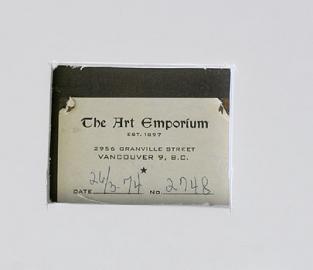 The Art Emporium
EST. 1897
2956 GRANVILLE STREET
VANCOUVER 9, B.C.
DATE 26/3-74 NO. 2748